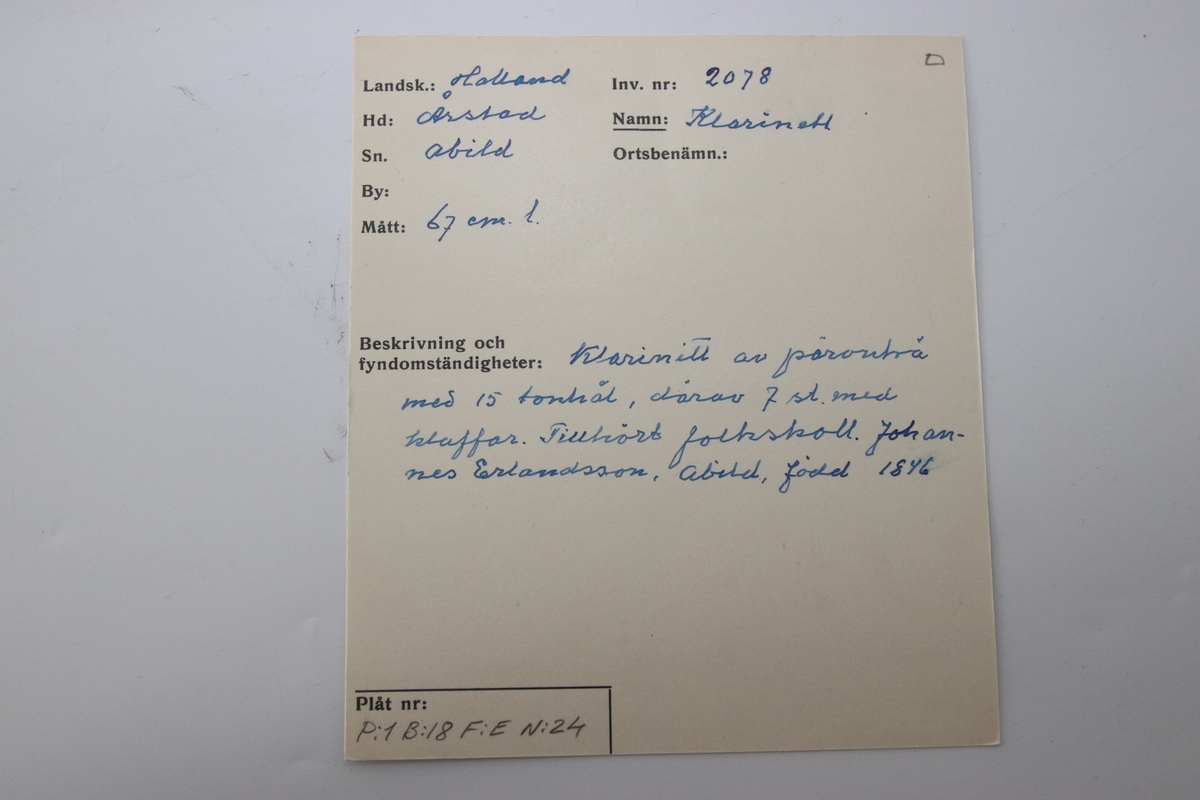 Landsk.: Halland
Hd: Årstad
Sn. Abild
By:
Mått: 67 cm. l.
Inv. nr: 2078
Namn: Klarinett
Ortsbenämn.:
Beskrivning och
fyndomständigheter: Klarinett av päronträ
med 15 tonhål, därav 7 st. med
klaffar. Tillhört folkskoll. Johan-
nes Erlandsson, Abild, född 1846
Plåt nr:
P:1 B:18 F:E N:24